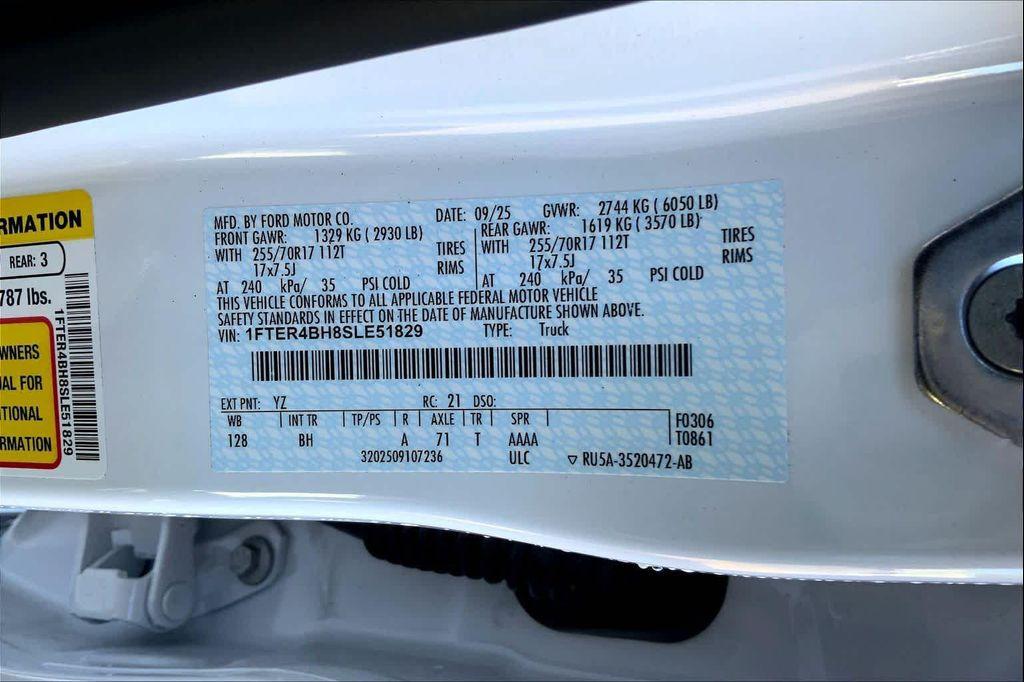 RMATION
REAR: 3
787 lbs.
WNERS
AL FOR
TIONAL
RMATION
1FTER4BH8SLE51829
MFD. BY FORD MOTOR CO. DATE: 09/25 GVWR: 2744 KG ( 6050 LB)
FRONT GAWR: 1329 KG ( 2930 LB) REAR GAWR: 1619 KG ( 3570 LB)
WITH 255/70R17 112T TIRES WITH 255/70R17 112T TIRES
17x7.5J RIMS 17x7.5J RIMS
AT 240 kPa/ 35 PSI COLD AT 240 kPa/ 35 PSI COLD
THIS VEHICLE CONFORMS TO ALL APPLICABLE FEDERAL MOTOR VEHICLE
SAFETY STANDARDS IN EFFECT ON THE DATE OF MANUFACTURE SHOWN ABOVE.
VIN: 1FTER4BH8SLE51829 TYPE: Truck
EXT PNT: YZ RC: 21 DSO:
WB INT TR TP/PS R AXLE TR SPR F0306
128 BH A 71 T AAAA T0861
3202509107236 ULC ▽ RU5A-3520472-AB